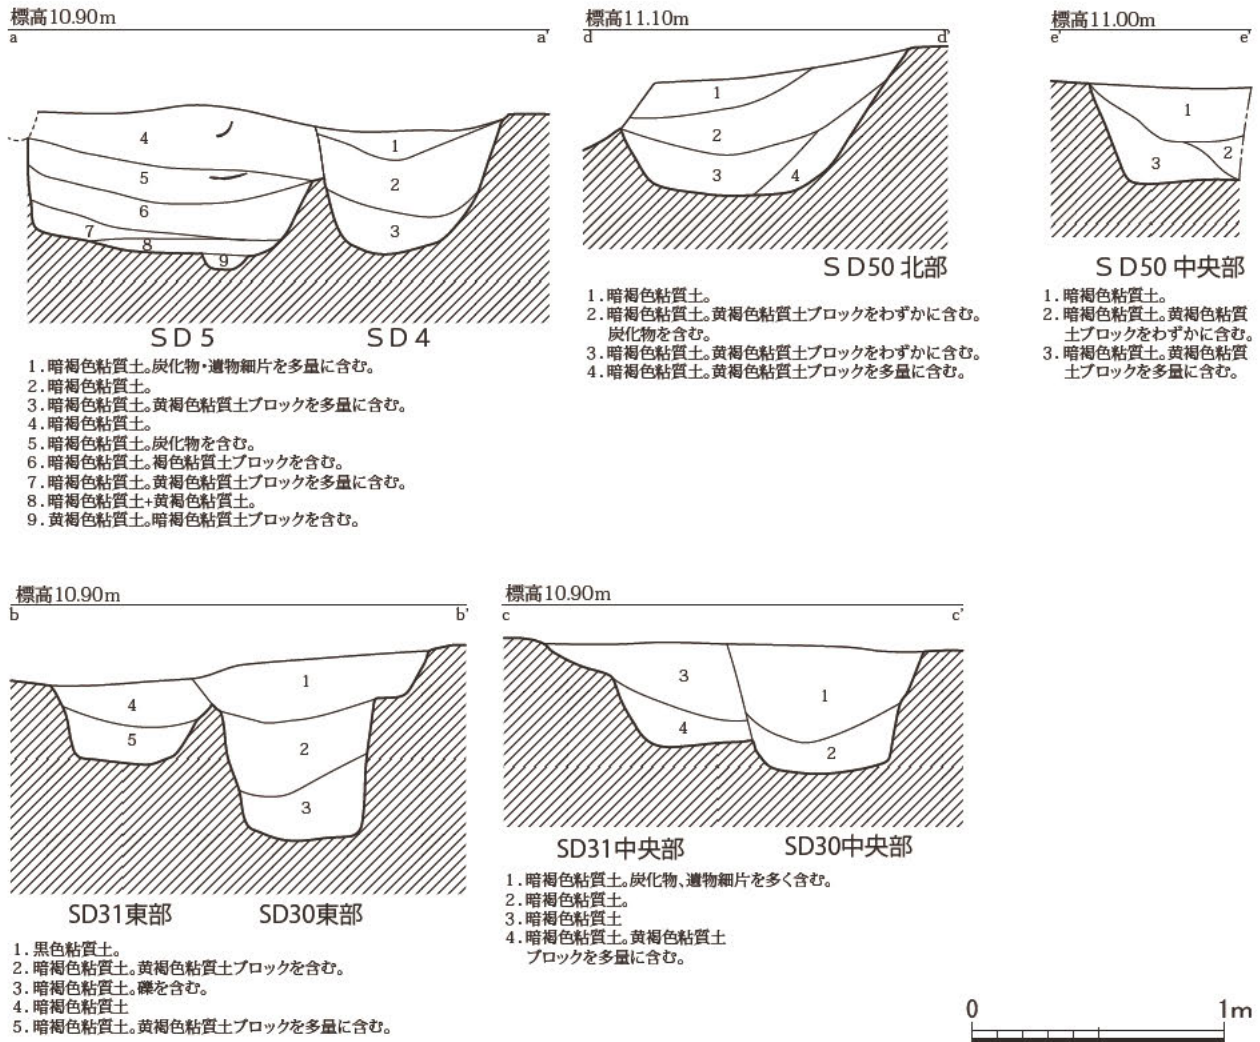 標高10.90m
a a'
4
1
5
2
6
3
7
8
9
SD5 SD4
1.暗褐色粘質土。炭化物・遺物細片を多量に含む。
2.暗褐色粘質土。
3.暗褐色粘質土。黄褐色粘質土ブロックを多量に含む。
4.暗褐色粘質土。
5.暗褐色粘質土。炭化物を含む。
6.暗褐色粘質土。褐色粘質土ブロックを含む。
7.暗褐色粘質土。黄褐色粘質土ブロックを多量に含む。
8.暗褐色粘質土+黄褐色粘質土。
9.黄褐色粘質土。暗褐色粘質土ブロックを含む。
標高11.10m
d d'
1
2
3 4
SD50 北部
1.暗褐色粘質土。
2.暗褐色粘質土。黄褐色粘質土ブロックをわずかに含む。
炭化物を含む。
3.暗褐色粘質土。黄褐色粘質土ブロックをわずかに含む。
4.暗褐色粘質土。黄褐色粘質土ブロックを多量に含む。
標高11.00m
e' e'
1
2
3
SD50 中央部
1.暗褐色粘質土。
2.暗褐色粘質土。黄褐色粘質
土ブロックをわずかに含む。
3.暗褐色粘質土。黄褐色粘質
土ブロックを多量に含む。
標高10.90m
b b'
1
4
5
2
3
SD31東部 SD30東部
1.黒色粘質土。
2.暗褐色粘質土。黄褐色粘質土ブロックを含む。
3.暗褐色粘質土。礫を含む。
4.暗褐色粘質土
5.暗褐色粘質土。黄褐色粘質土ブロックを多量に含む。
標高10.90m
c c'
3
1
4
2
SD31中央部 SD30中央部
1.暗褐色粘質土。炭化物、遺物細片を多く含む。
2.暗褐色粘質土。
3.暗褐色粘質土
4.暗褐色粘質土。黄褐色粘質土
ブロックを多量に含む。
0 1m